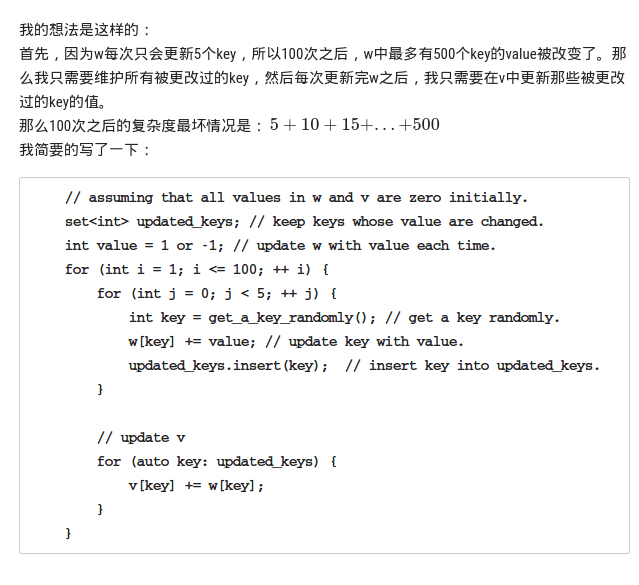 我的想法是这样的：
首先，因为w每次只会更新5个key，所以100次之后，w中最多有500个key的value被改变了。那
么我只需要维护所有被更改过的key，然后每次更新完w之后，我只需要在v中更新那些被更改
过的key的值。
那么100次之后的复杂度最坏情况是：5 + 10 + 15+. . . +500
我简要的写了一下：
// assuming that all values in w and v are zero initially.
set<int> updated_keys; // keep keys whose value are changed.
int value = 1 or -1; // update w with value each time.
for (int i = 1; i <= 100; ++ i) {
for (int j = 0; j < 5; ++ j) {
int key = get_a_key_randomly(); // get a key randomly.
w[key] += value; // update key with value.
updated_keys.insert(key);  // insert key into updated_keys.
}
// update v
for (auto key: updated_keys) {
v[key] += w[key];
}
}